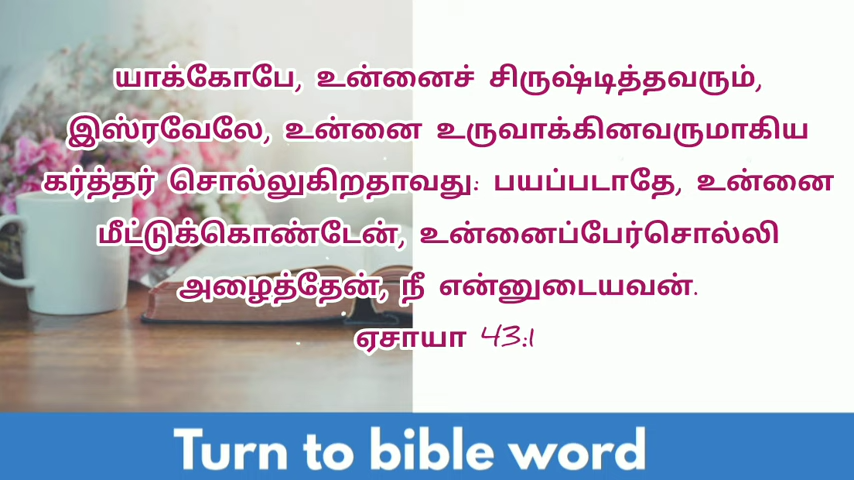 யாக்கோபே, உன்னைச் சிருஷ்டித்தவரும்,
இஸ்ரவேலே, உன்னை உருவாக்கினவருமாகிய
கர்த்தர் சொல்லுகிறதாவது: பயப்படாதே, உன்னை
மீட்டுக்கொண்டேன், உன்னைப்பேர்சொல்லி
அழைத்தேன், நீ என்னுடையவன்.
ஏசாயா 43:1
Turn to bible word